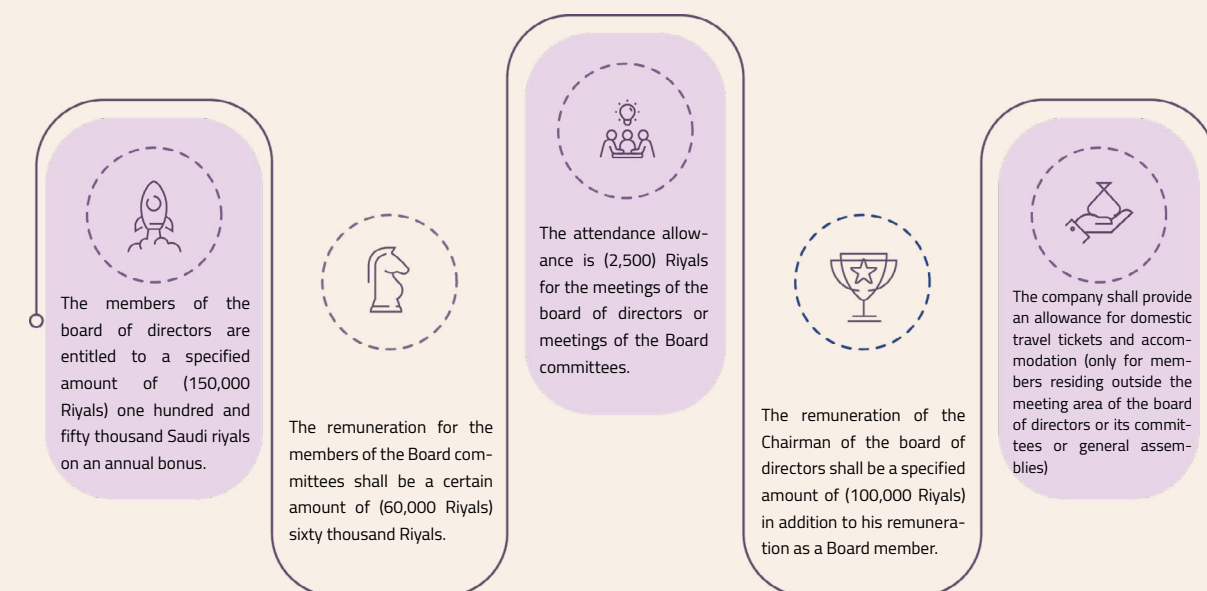 The members of the
board of directors are
entitled to a specified
amount of (150,000
Riyals) one hundred and
fifty thousand Saudi riyals
on an annual bonus.
The remuneration for the
members of the Board com-
mittees shall be a certain
amount of (60,000 Riyals)
sixty thousand Riyals.
The attendance allow-
ance is (2,500) Riyals
for the meetings of the
board of directors or
meetings of the Board
committees.
The remuneration of the
Chairman of the board of
directors shall be a specified
amount of (100,000 Riyals)
in addition to his remunera-
tion as a Board member.
The company shall provide
an allowance for domestic
travel tickets and accom-
modation (only for mem-
bers residing outside the
meeting area of the board
of directors or its commit-
tees or general assem-
blies)